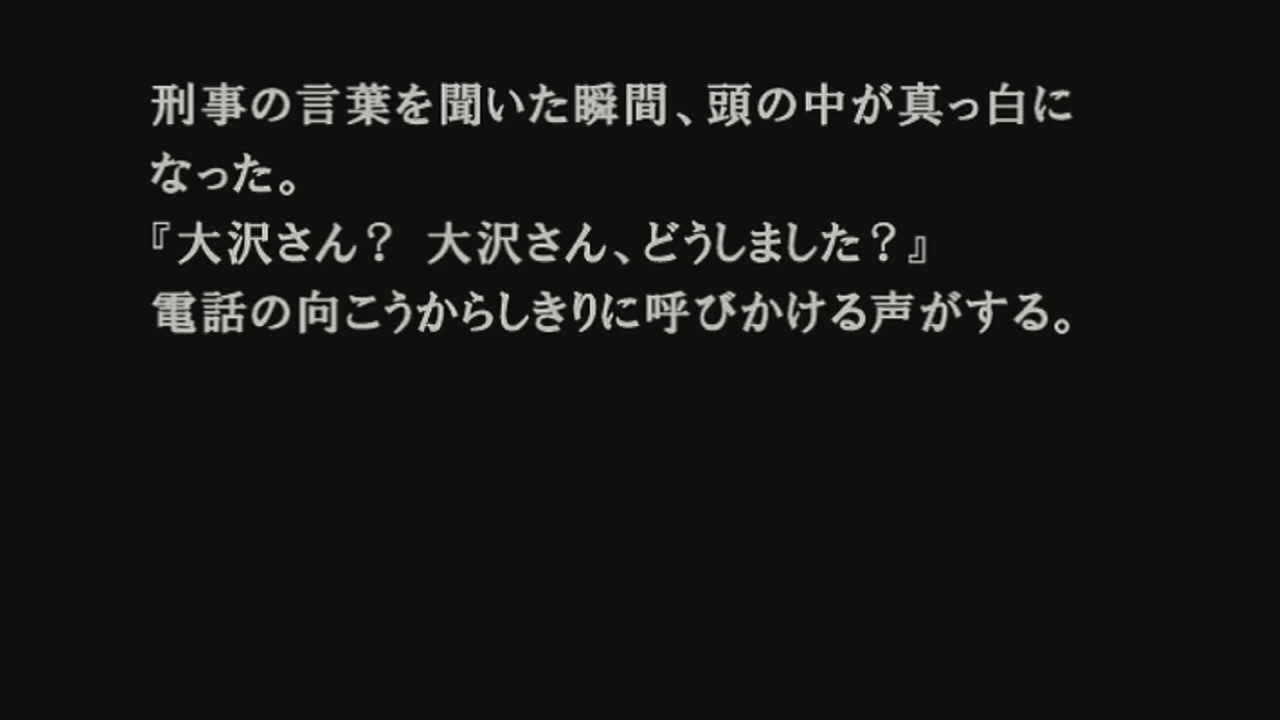 刑事の言葉を聞いた瞬間、頭の中が真っ白に
なった。
『大沢さん？　大沢さん、どうしました？』
電話の向こうからしきりに呼びかける声がする。